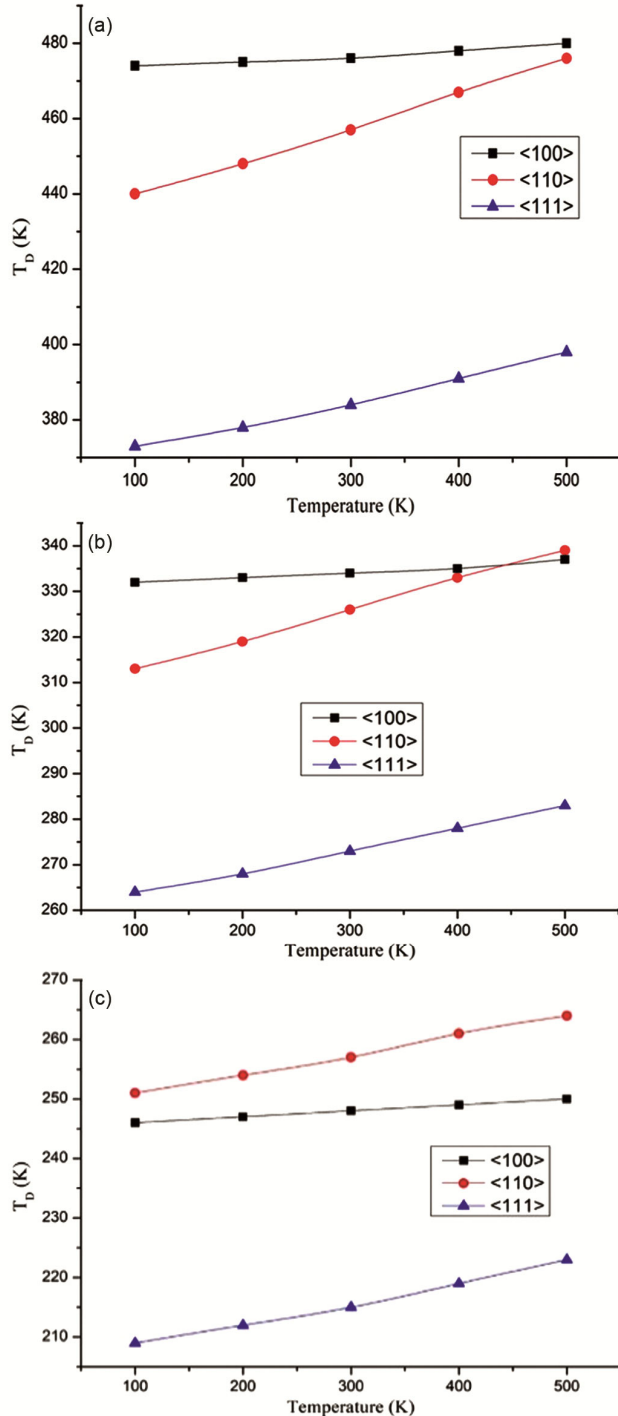 (a)
480
460
440
420
400
380
T_D (K)
<100>
<110>
<111>
100 200 300 400 500
Temperature (K)
(b)
340
330
320
310
300
290
280
270
260
T_D (K)
<100>
<110>
<111>
100 200 300 400 500
Temperature (K)
(c)
270
260
250
240
230
220
210
T_D (K)
<100>
<110>
<111>
100 200 300 400 500
Temperature (K)